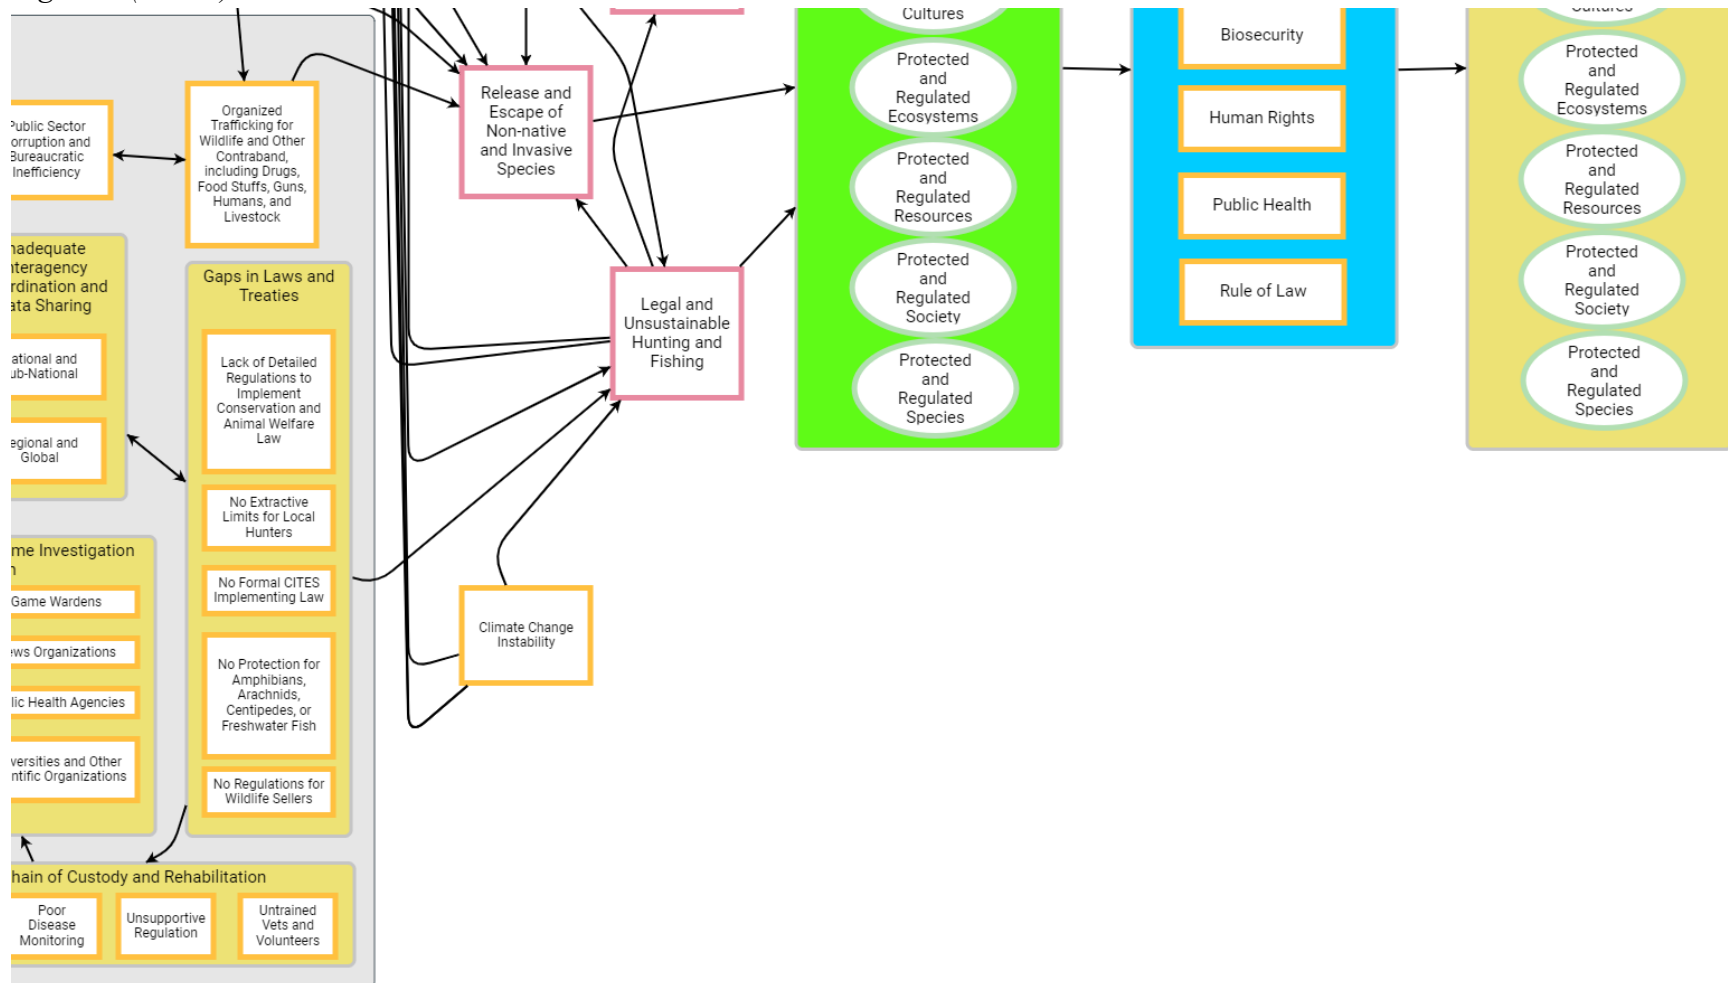 Organized
Trafficking for
Wildlife and Other
Contraband,
including Drugs,
Food Stuffs, Guns,
Humans, and
Livestock
Public Sector
orruption and
Bureaucratic
Inefficiency
nadequate
nteragency
rdination and
ata Sharing
ational and
ub-National
egional and
Global
me Investigation
n
Game Wardens
ews Organizations
lic Health Agencies
versities and Other
ntific Organizations
Gaps in Laws and
Treaties
Lack of Detailed
Regulations to
Implement
Conservation and
Animal Welfare
Law
No Extractive
Limits for Local
Hunters
No Formal CITES
Implementing Law
No Protection for
Amphibians,
Arachnids,
Centipedes, or
Freshwater Fish
No Regulations for
Wildlife Sellers
hain of Custody and Rehabilitation
Poor
Disease
Monitoring
Unsupportive
Regulation
Untrained
Vets and
Volunteers
Release and
Escape of
Non-native
and Invasive
Species
Legal and
Unsustainable
Hunting and
Fishing
Climate Change
Instability
Cultures
Protected
and
Regulated
Ecosystems
Protected
and
Regulated
Resources
Protected
and
Regulated
Society
Protected
and
Regulated
Species
Biosecurity
Human Rights
Public Health
Rule of Law
Cultures
Protected
and
Regulated
Ecosystems
Protected
and
Regulated
Resources
Protected
and
Regulated
Society
Protected
and
Regulated
Species